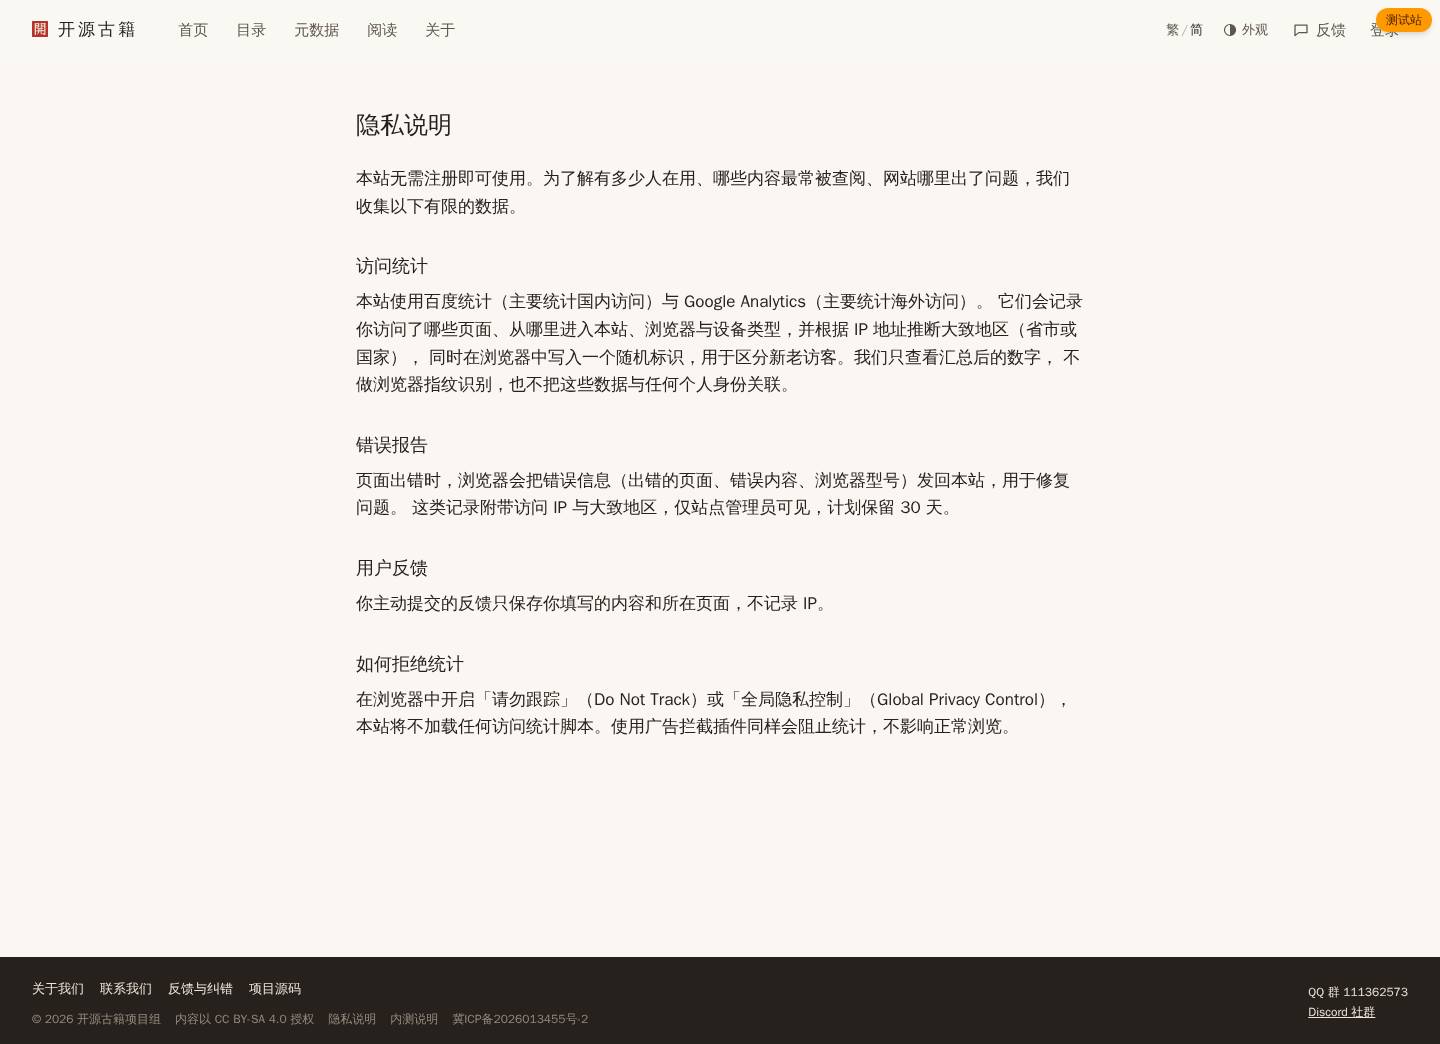 開 开源古籍 首页 目录 元数据 阅读 关于 繁 / 简 外观 反馈 测试站
隐私说明
本站无需注册即可使用。为了解有多少人在用、哪些内容最常被查阅、网站哪里出了问题，我们
收集以下有限的数据。
访问统计
本站使用百度统计（主要统计国内访问）与 Google Analytics（主要统计海外访问）。 它们会记录
你访问了哪些页面、从哪里进入本站、浏览器与设备类型，并根据 IP 地址推断大致地区（省市或
国家）， 同时在浏览器中写入一个随机标识，用于区分新老访客。我们只查看汇总后的数字， 不
做浏览器指纹识别，也不把这些数据与任何个人身份关联。
错误报告
页面出错时，浏览器会把错误信息（出错的页面、错误内容、浏览器型号）发回本站，用于修复
问题。 这类记录附带访问 IP 与大致地区，仅站点管理员可见，计划保留 30 天。
用户反馈
你主动提交的反馈只保存你填写的内容和所在页面，不记录 IP。
如何拒绝统计
在浏览器中开启「请勿跟踪」（Do Not Track）或「全局隐私控制」（Global Privacy Control），
本站将不加载任何访问统计脚本。使用广告拦截插件同样会阻止统计，不影响正常浏览。
关于我们 联系我们 反馈与纠错 项目源码
© 2026 开源古籍项目组 内容以 CC BY-SA 4.0 授权 隐私说明 内测说明 冀ICP备2026013455号-2
QQ 群 111362573
Discord 社群